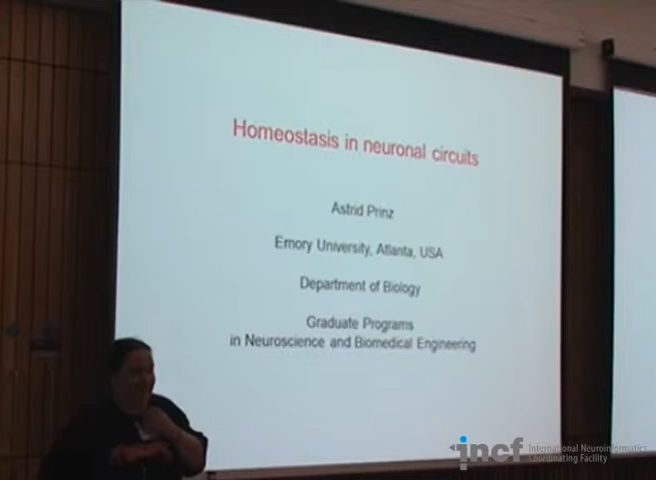 Homeostasis in neuronal circuits
Astrid Prinz
Emory University, Atlanta, USA
Department of Biology
Graduate Programs
in Neuroscience and Biomedical Engineering
incf
International Neuroinformatics
Coordinating Facility